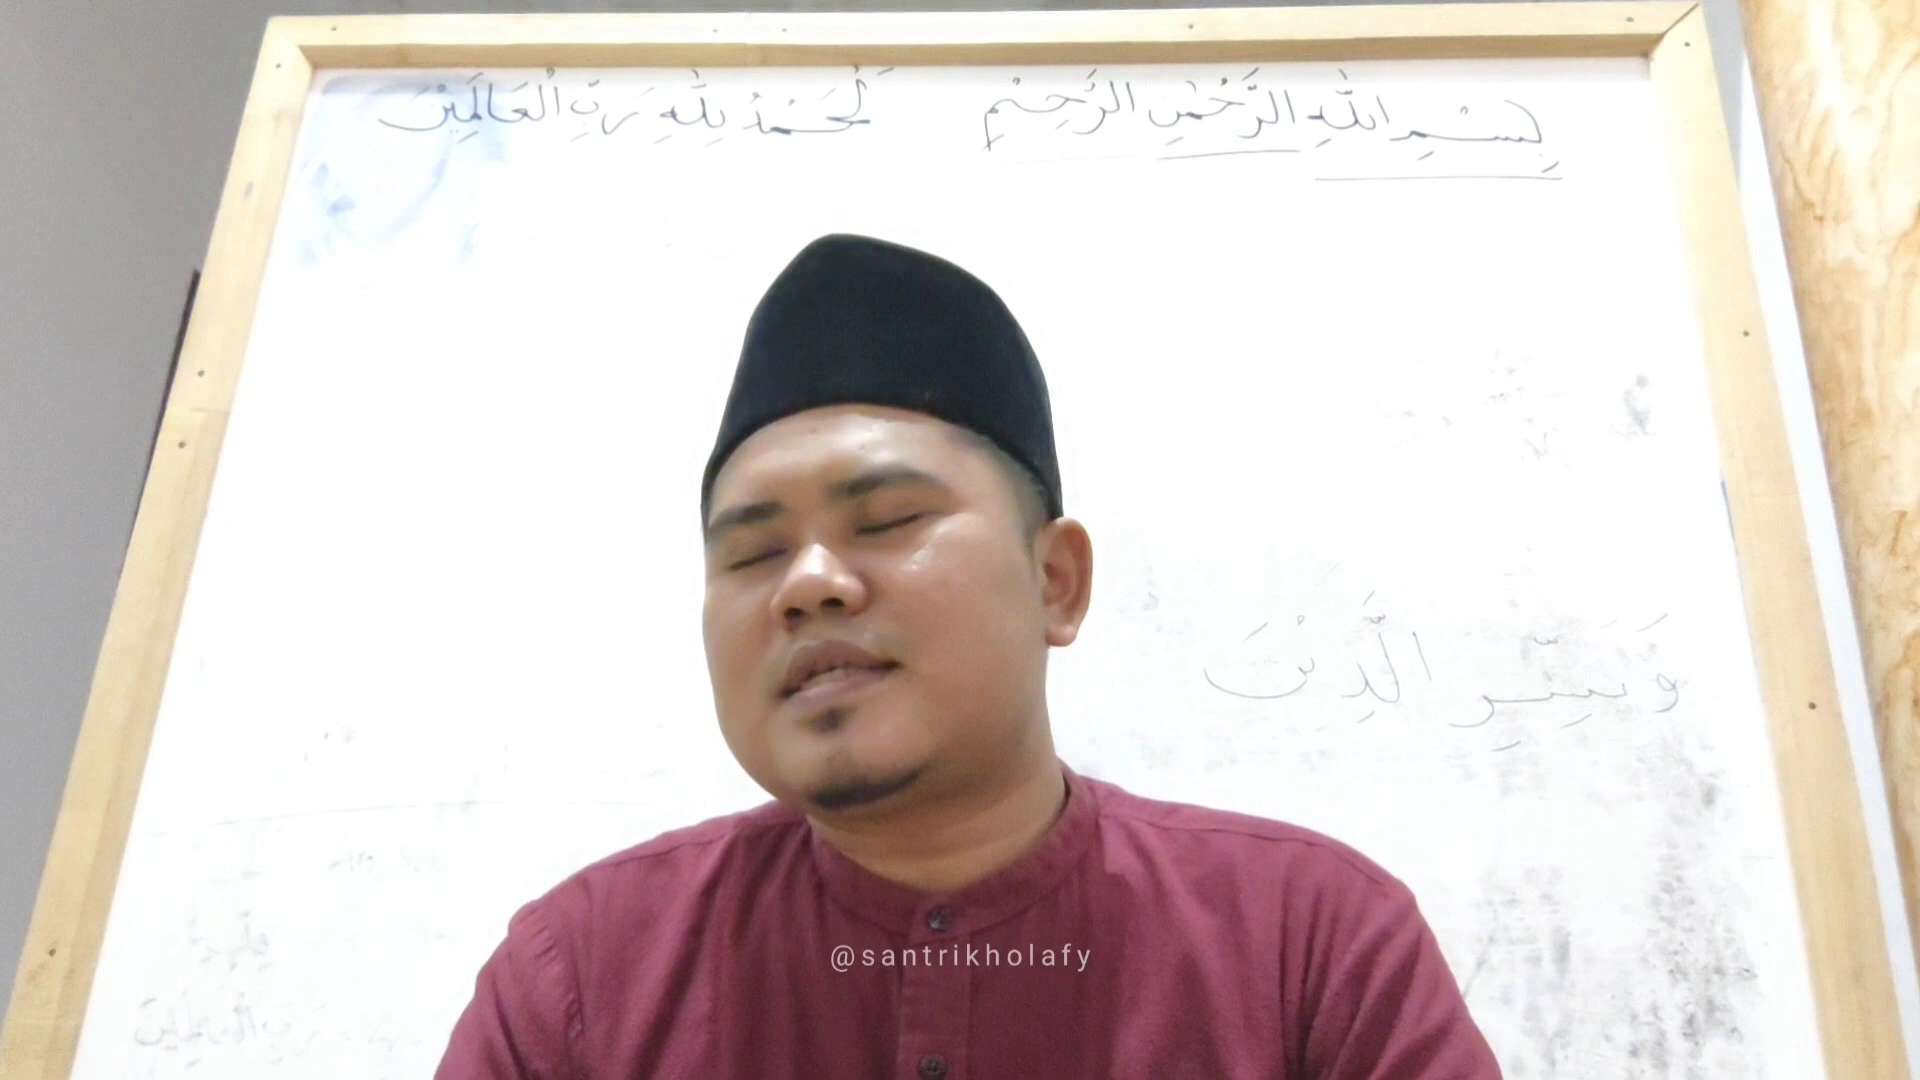 بِسْمِ اللّٰهِ الرَّحْمٰنِ الرَّحِيْمِ اَلْحَمْدُ لِلّٰهِ رَبِّ الْعَالَمِيْنَ
وَبَشِّرِ الَّذِيْنَ
@santrikholafy